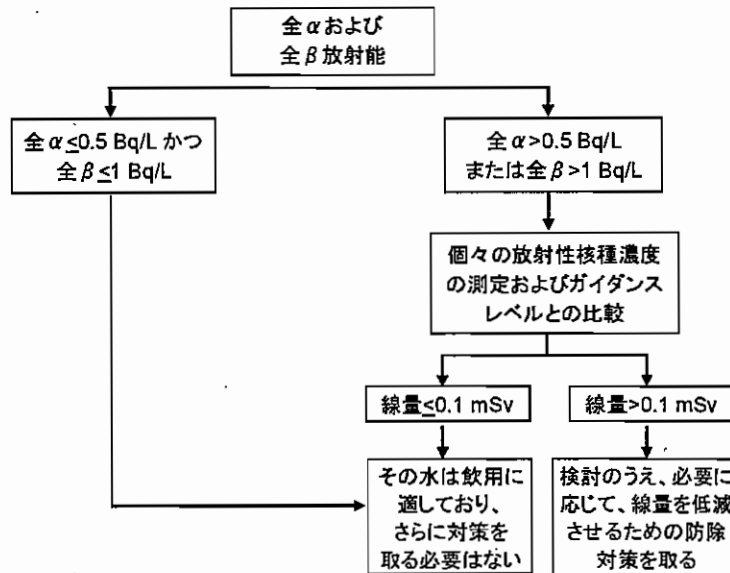 全αおよび
全β放射能
全α≤0.5 Bq/L かつ
全β≤1 Bq/L
全α>0.5 Bq/L
または全β>1 Bq/L
個々の放射性核種濃度
の測定およびガイダンス
レベルとの比較
線量≤0.1 mSv
線量>0.1 mSv
その水は飲用に
適しており、
さらに対策を
取る必要はない
検討のうえ、必要に
応じて、線量を低減
させるための防除
対策を取る